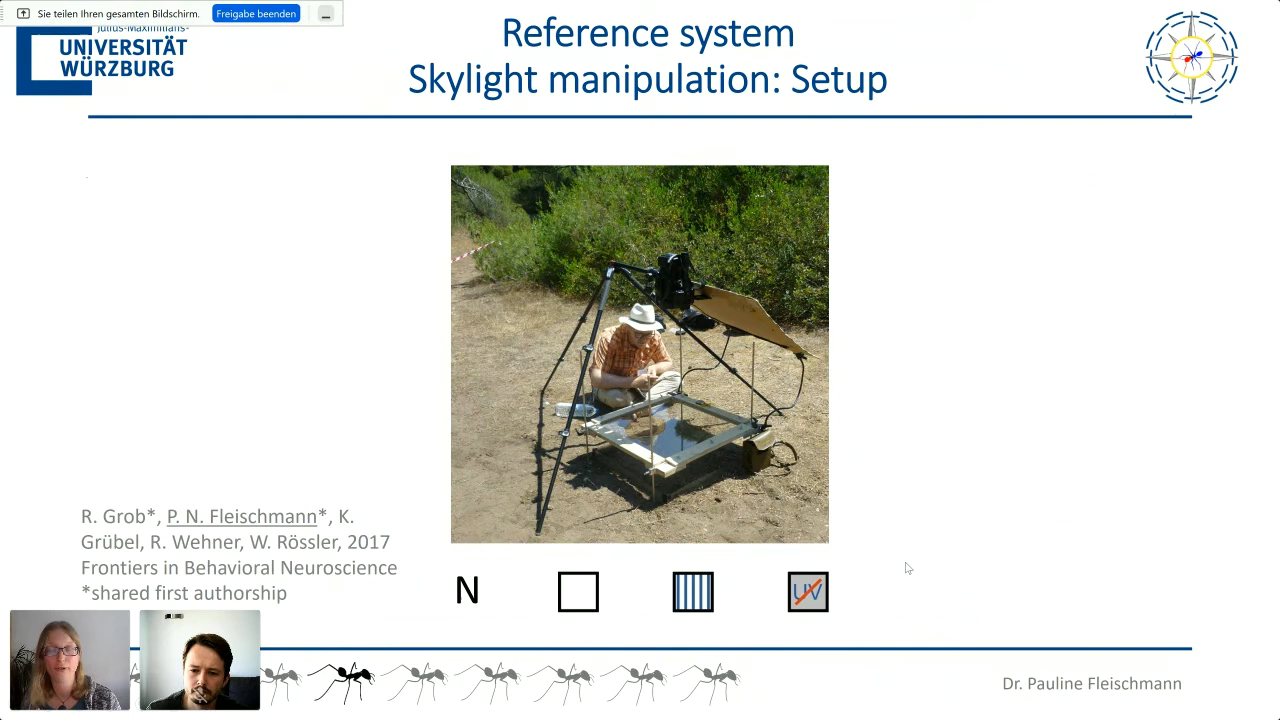 Sie teilen Ihren gesamten Bildschirm.
Freigabe beenden
Julius-Maximilians-
UNIVERSITÄT
WÜRZBURG
Reference system
Skylight manipulation: Setup
R. Grob*, P. N. Fleischmann*, K.
Grübel, R. Wehner, W. Rössler, 2017
Frontiers in Behavioral Neuroscience
*shared first authorship
N
UV
Dr. Pauline Fleischmann